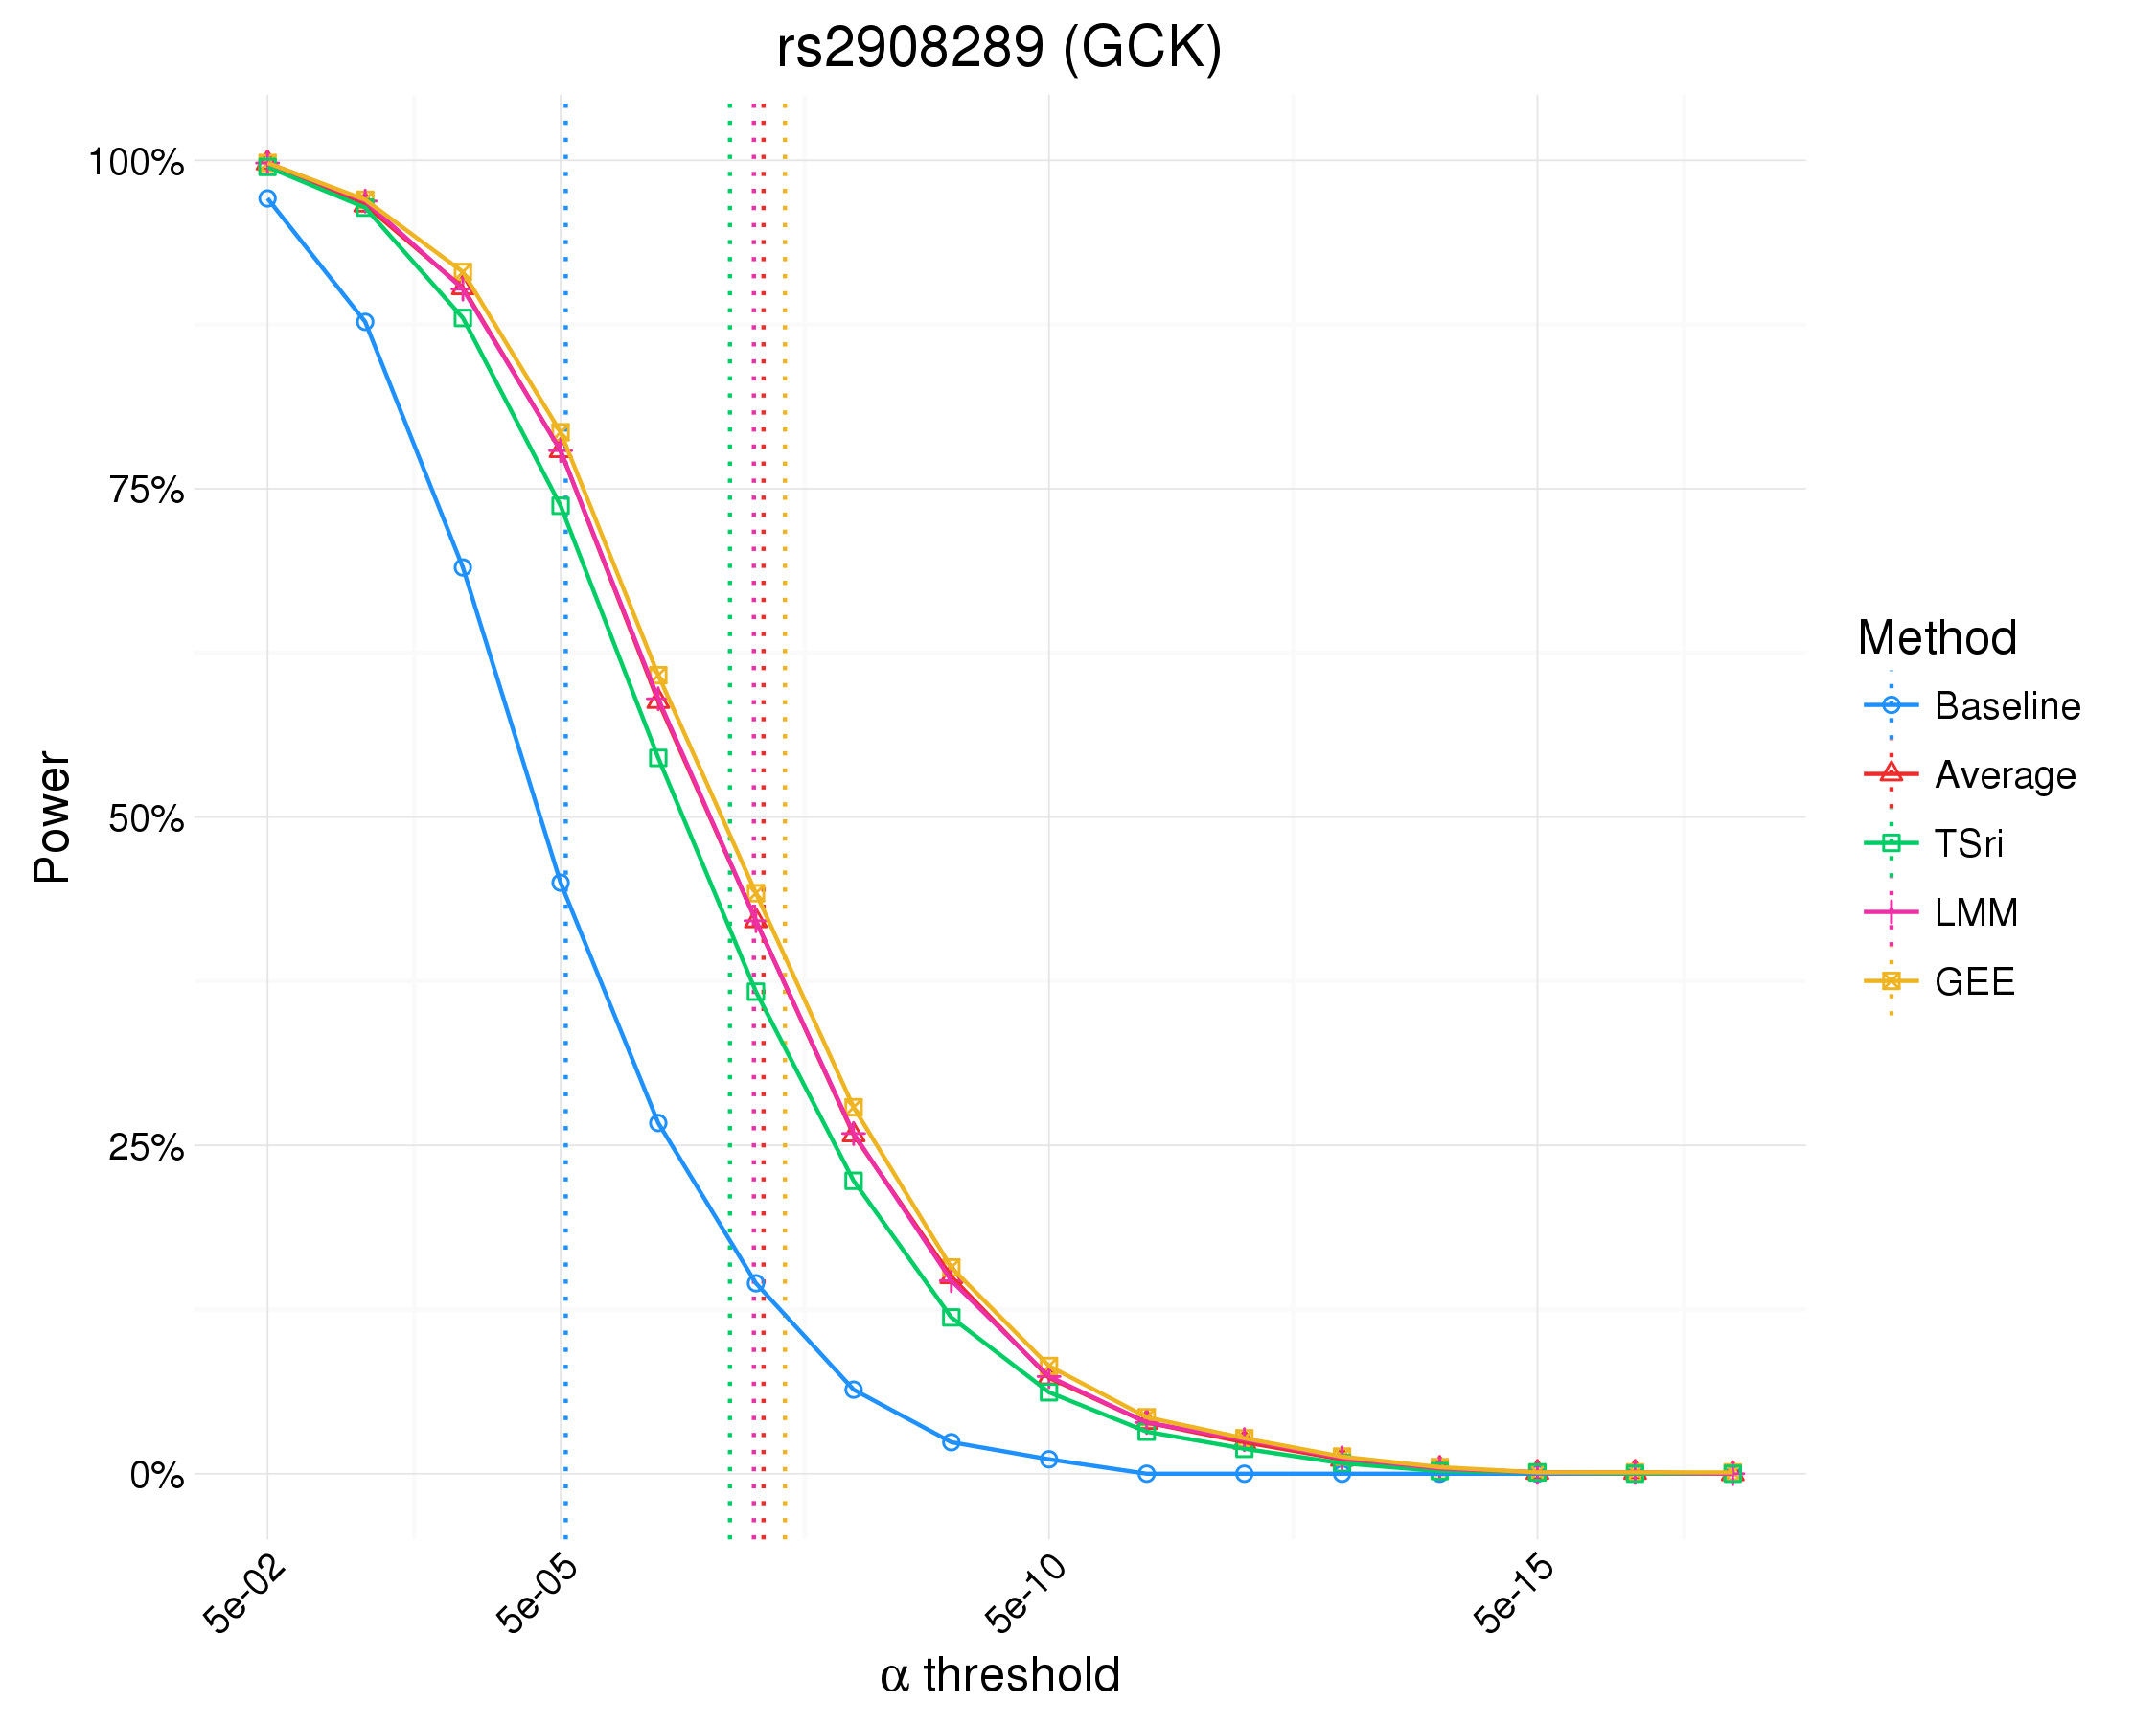 rs2908289 (GCK)
100%
75%
50%
25%
0%
Power
5e-02
5e-05
5e-10
5e-15
α threshold
Method
Baseline
Average
TSri
LMM
GEE